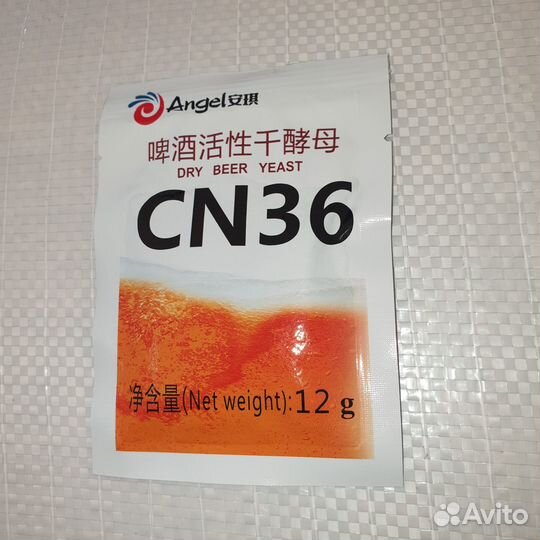 Angel安琪
啤酒活性干酵母
DRY BEER YEAST
CN36
净含量(Net weight):12 g
Avito